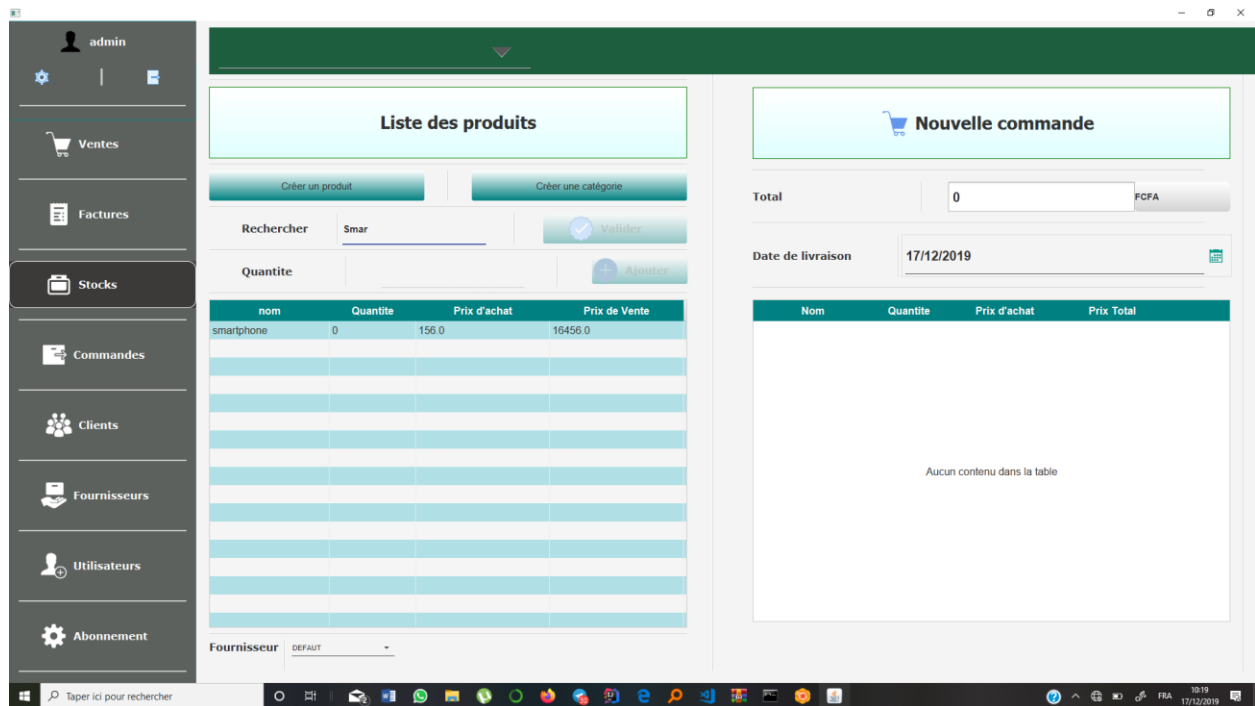 admin
Ventes
Factures
Stocks
Commandes
Clients
Fournisseurs
Utilisateurs
Abonnement
Liste des produits
Créer un produit
Créer une catégorie
Rechercher
Smar
Valider
Quantite
Ajouter
nom Quantite Prix d'achat Prix de Vente
smartphone 0 156.0 16456.0
Fournisseur DEFAUT
Nouvelle commande
Total 0 FCFA
Date de livraison 17/12/2019
Nom Quantite Prix d'achat Prix Total
Aucun contenu dans la table
Taper ici pour rechercher
FRA
10:19
17/12/2019